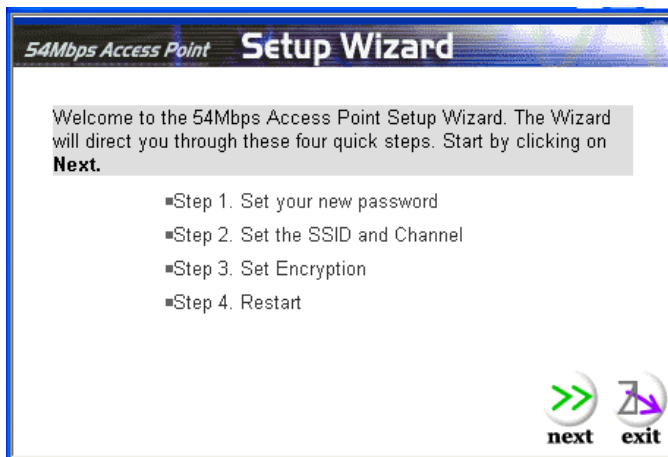 54Mbps Access Point Setup Wizard
Welcome to the 54Mbps Access Point Setup Wizard. The Wizard
will direct you through these four quick steps. Start by clicking on
Next.
Step 1. Set your new password
Step 2. Set the SSID and Channel
Step 3. Set Encryption
Step 4. Restart
next exit